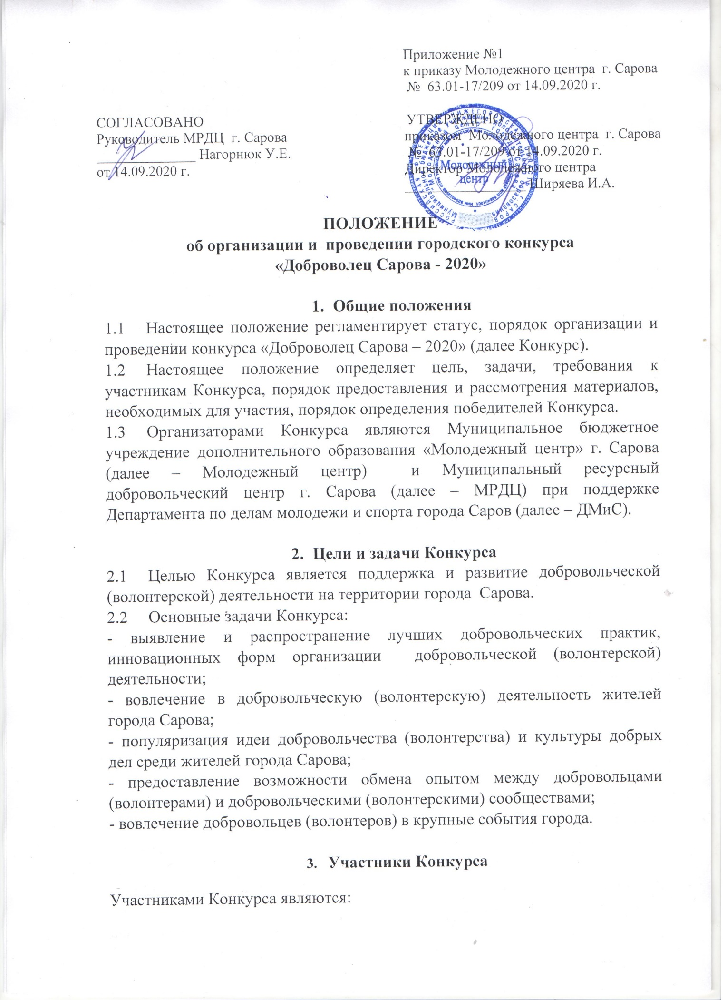 Приложение №1
к приказу Молодежного центра г. Сарова
№ 63.01-17/209 от 14.09.2020 г.
СОГЛАСОВАНО
Руководитель МРДЦ г. Сарова
_______________ Нагорнюк У.Е.
от 14.09.2020 г.
УТВЕРЖДЕНО
приказом Молодежного центра г. Сарова
№ 63.01-17/209 от 14.09.2020 г.
Директор Молодежного центра
__________________ Ширяева И.А.
Молодежный
центр
ПОЛОЖЕНИЕ
об организации и проведении городского конкурса
«Доброволец Сарова - 2020»
1. Общие положения
1.1 Настоящее положение регламентирует статус, порядок организации и
проведении конкурса «Доброволец Сарова – 2020» (далее Конкурс).
1.2 Настоящее положение определяет цель, задачи, требования к
участникам Конкурса, порядок предоставления и рассмотрения материалов,
необходимых для участия, порядок определения победителей Конкурса.
1.3 Организаторами Конкурса являются Муниципальное бюджетное
учреждение дополнительного образования «Молодежный центр» г. Сарова
(далее – Молодежный центр) и Муниципальный ресурсный
добровольческий центр г. Сарова (далее – МРДЦ) при поддержке
Департамента по делам молодежи и спорта города Саров (далее – ДМиС).
2. Цели и задачи Конкурса
2.1 Целью Конкурса является поддержка и развитие добровольческой
(волонтерской) деятельности на территории города Сарова.
2.2 Основные задачи Конкурса:
- выявление и распространение лучших добровольческих практик,
инновационных форм организации добровольческой (волонтерской)
деятельности;
- вовлечение в добровольческую (волонтерскую) деятельность жителей
города Сарова;
- популяризация идеи добровольчества (волонтерства) и культуры добрых
дел среди жителей города Сарова;
- предоставление возможности обмена опытом между добровольцами
(волонтерами) и добровольческими (волонтерскими) сообществами;
- вовлечение добровольцев (волонтеров) в крупные события города.
3. Участники Конкурса
Участниками Конкурса являются: